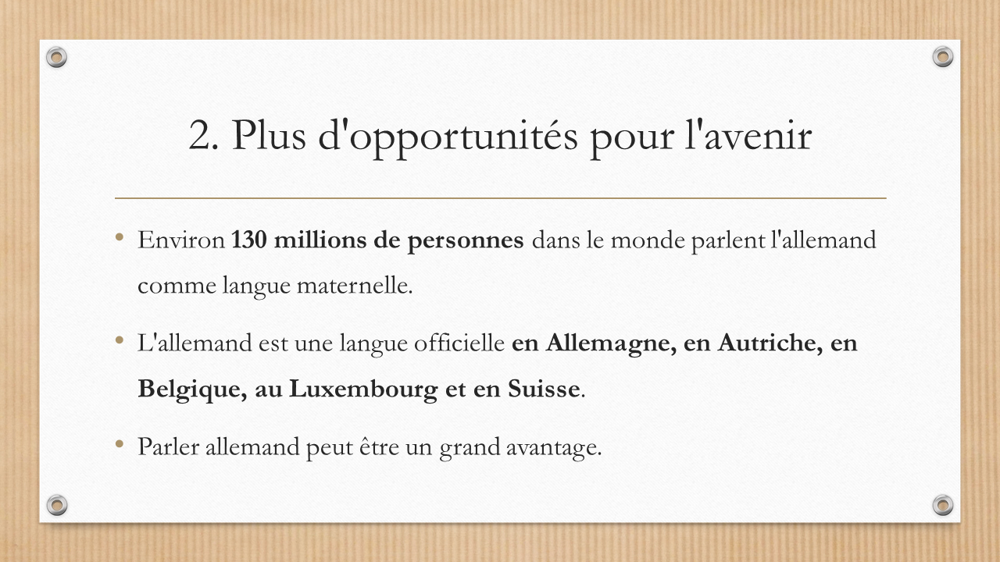 2. Plus d'opportunités pour l'avenir
• Environ 130 millions de personnes dans le monde parlent l'allemand
comme langue maternelle.
• L'allemand est une langue officielle en Allemagne, en Autriche, en
Belgique, au Luxembourg et en Suisse.
• Parler allemand peut être un grand avantage.